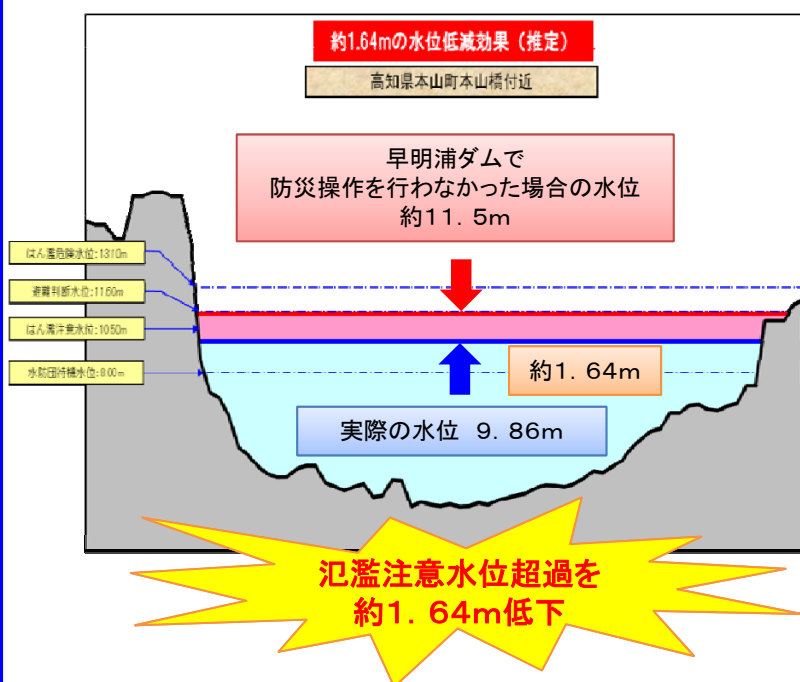 約1.64mの水位低減効果（推定）
高知県本山町本山橋付近
早明浦ダムで
防災操作を行わなかった場合の水位
約11．5m
はん濫危険水位:13.10m
避難判断水位:11.60m
はん濫注意水位:10.50m
水防団待機水位:8.00m
約1．64m
実際の水位 9．86m
氾濫注意水位超過を
約1．64m低下